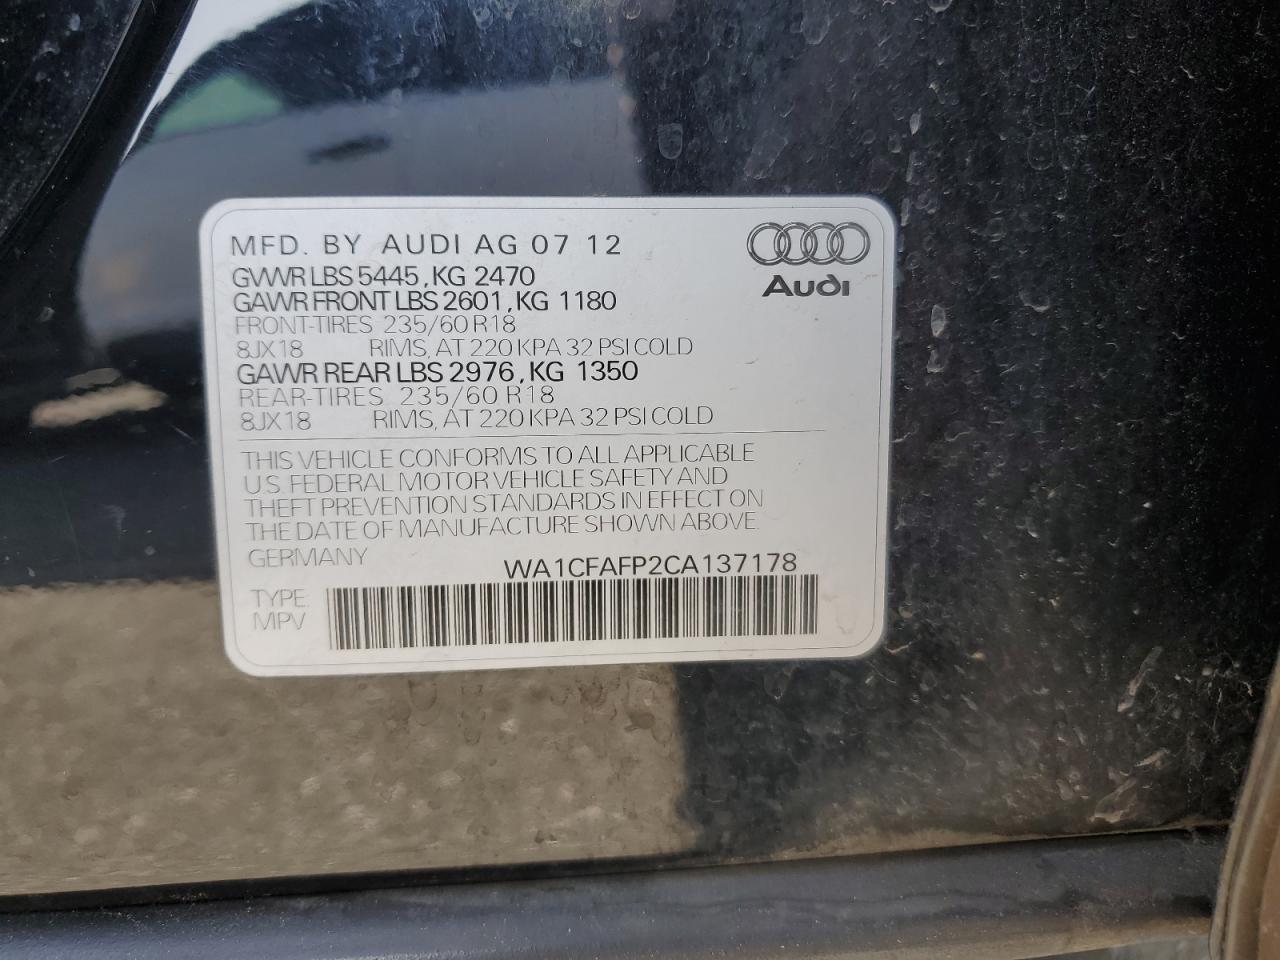 MFD. BY AUDI AG 07 12
GVWR LBS 5445, KG 2470
GAWR FRONT LBS 2601, KG 1180
FRONT-TIRES 235/60 R18
8JX18 RIMS, AT 220 KPA 32 PSI COLD
GAWR REAR LBS 2976, KG 1350
REAR-TIRES 235/60 R18
8JX18 RIMS, AT 220 KPA 32 PSI COLD
Audi
THIS VEHICLE CONFORMS TO ALL APPLICABLE
U.S. FEDERAL MOTOR VEHICLE SAFETY AND
THEFT PREVENTION STANDARDS IN EFFECT ON
THE DATE OF MANUFACTURE SHOWN ABOVE.
GERMANY
WA1CFAFP2CA137178
TYPE:
MPV